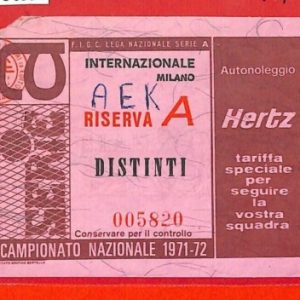 F.I.G.C. LEGA NAZIONALE SERIE A
INTERNAZIONALE
MILANO
AEK
RISERVA A
DISTINTI
005820
Conservare per il controllo
CAMPIONATO NAZIONALE 1971-72
Autonoleggio
Hertz
tariffa
speciale
per
seguire
la
vostra
squadra